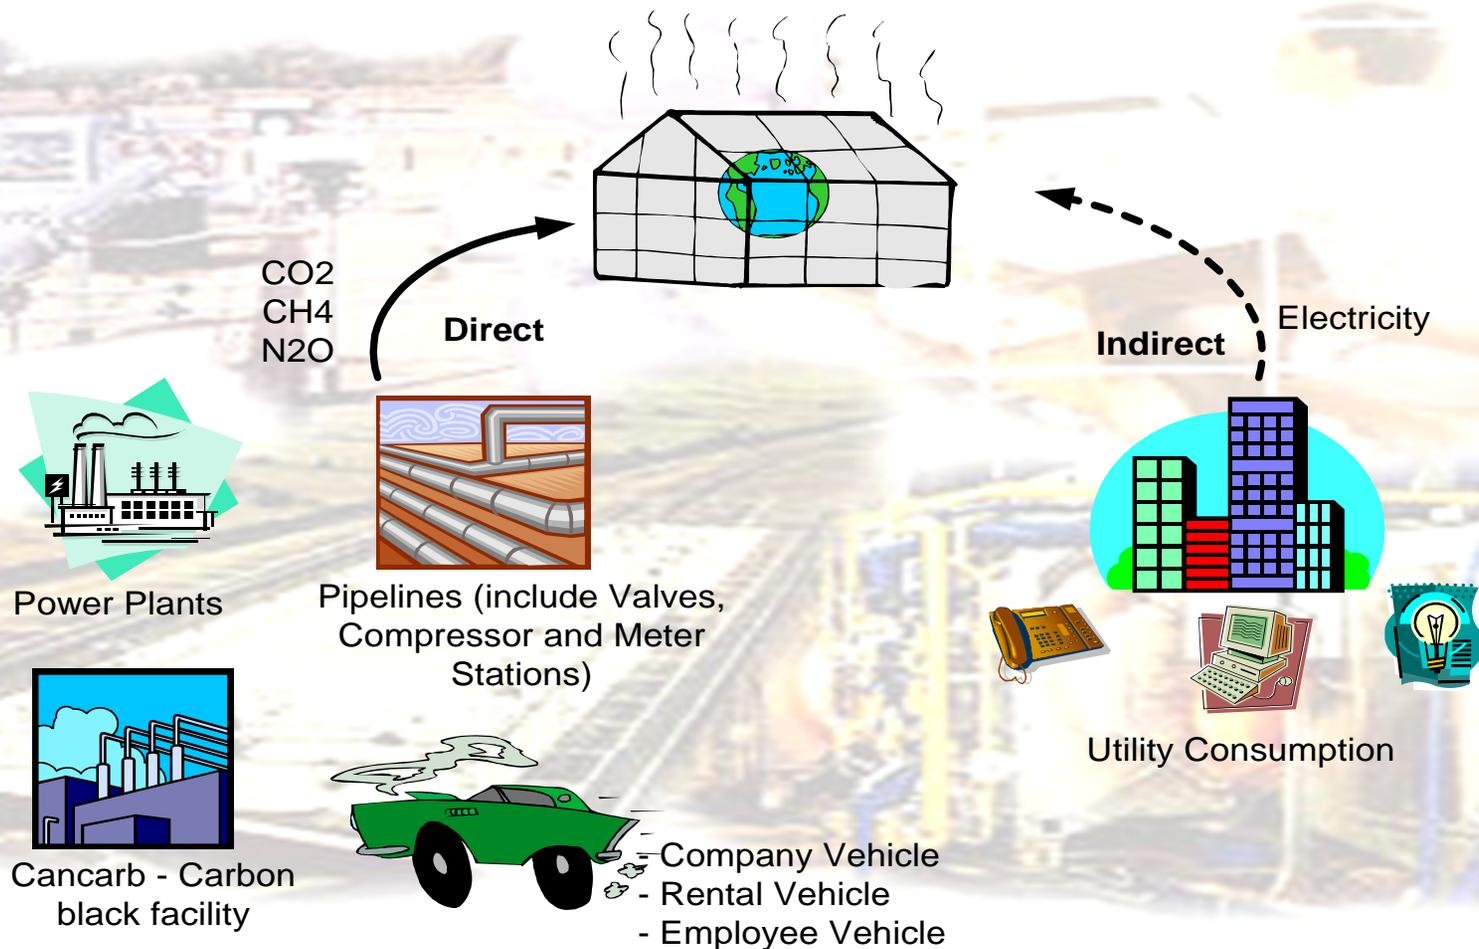 CO2
CH4
N2O
Direct
Indirect
Electricity
Power Plants
Pipelines (include Valves,
Compressor and Meter
Stations)
Utility Consumption
Cancarb - Carbon
black facility
- Company Vehicle
- Rental Vehicle
- Employee Vehicle